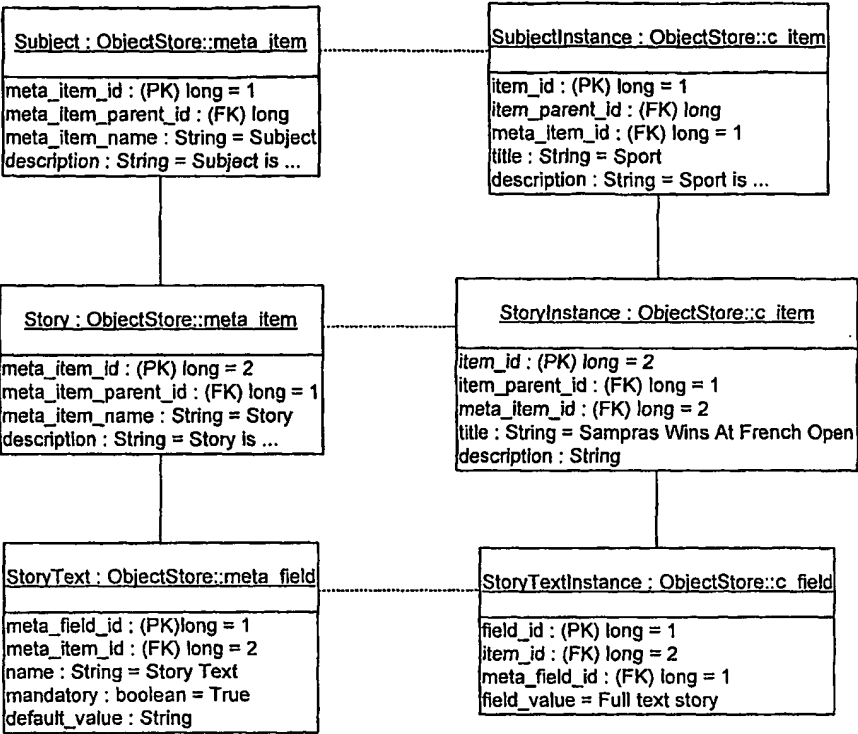 Subject : ObjectStore::meta_item
meta_item_id : (PK) long = 1
meta_item_parent_id : (FK) long
meta_item_name : String = Subject
description : String = Subject is ...
SubjectInstance : ObjectStore::c_item
item_id : (PK) long = 1
item_parent_id : (FK) long
meta_item_id : (FK) long = 1
title : String = Sport
description : String = Sport is ...
Story : ObjectStore::meta_item
meta_item_id : (PK) long = 2
meta_item_parent_id : (FK) long = 1
meta_item_name : String = Story
description : String = Story is ...
StoryInstance : ObjectStore::c_item
item_id : (PK) long = 2
item_parent_id : (FK) long = 1
meta_item_id : (FK) long = 2
title : String = Sampras Wins At French Open
description : String
StoryText : ObjectStore::meta_field
meta_field_id : (PK)long = 1
meta_item_id : (FK) long = 2
name : String = Story Text
mandatory : boolean = True
default_value : String
StoryTextInstance : ObjectStore::c_field
field_id : (PK) long = 1
item_id : (FK) long = 2
meta_field_id : (FK) long = 1
field_value = Full text story